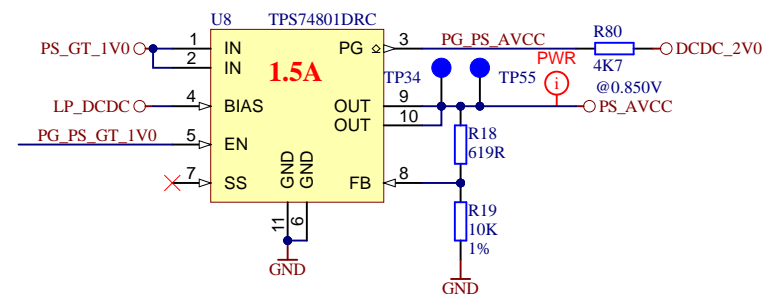 U8 TPS74801DRC
PS_GT_1V0 1 IN PG 3 PG_PS_AVCC R80 DCDC_2V0
2 IN 4K7
1.5A TP34 TP55 PWR
i @0.850V
LP_DCDC 4 BIAS OUT 9 PS_AVCC
OUT 10
PG_PS_GT_1V0 5 EN R18
619R
7 SS GND GND FB 8
R19
10K
1%
11 6
GND GND